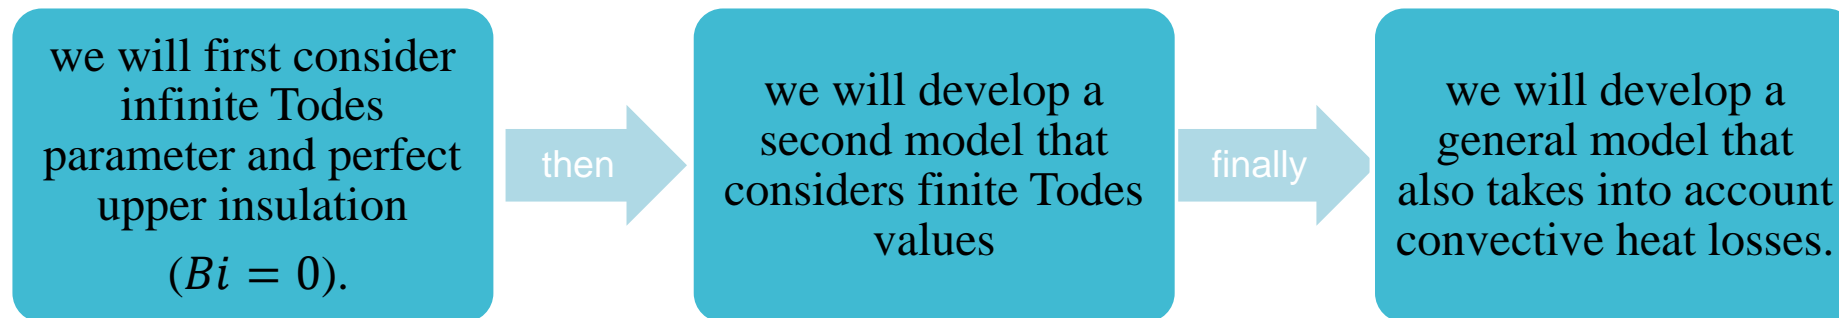 we will first consider
infinite Todes
parameter and perfect
upper insulation
(𝐵𝑖 = 0).
then
we will develop a
second model that
considers finite Todes
values
finally
we will develop a
general model that
also takes into account
convective heat losses.